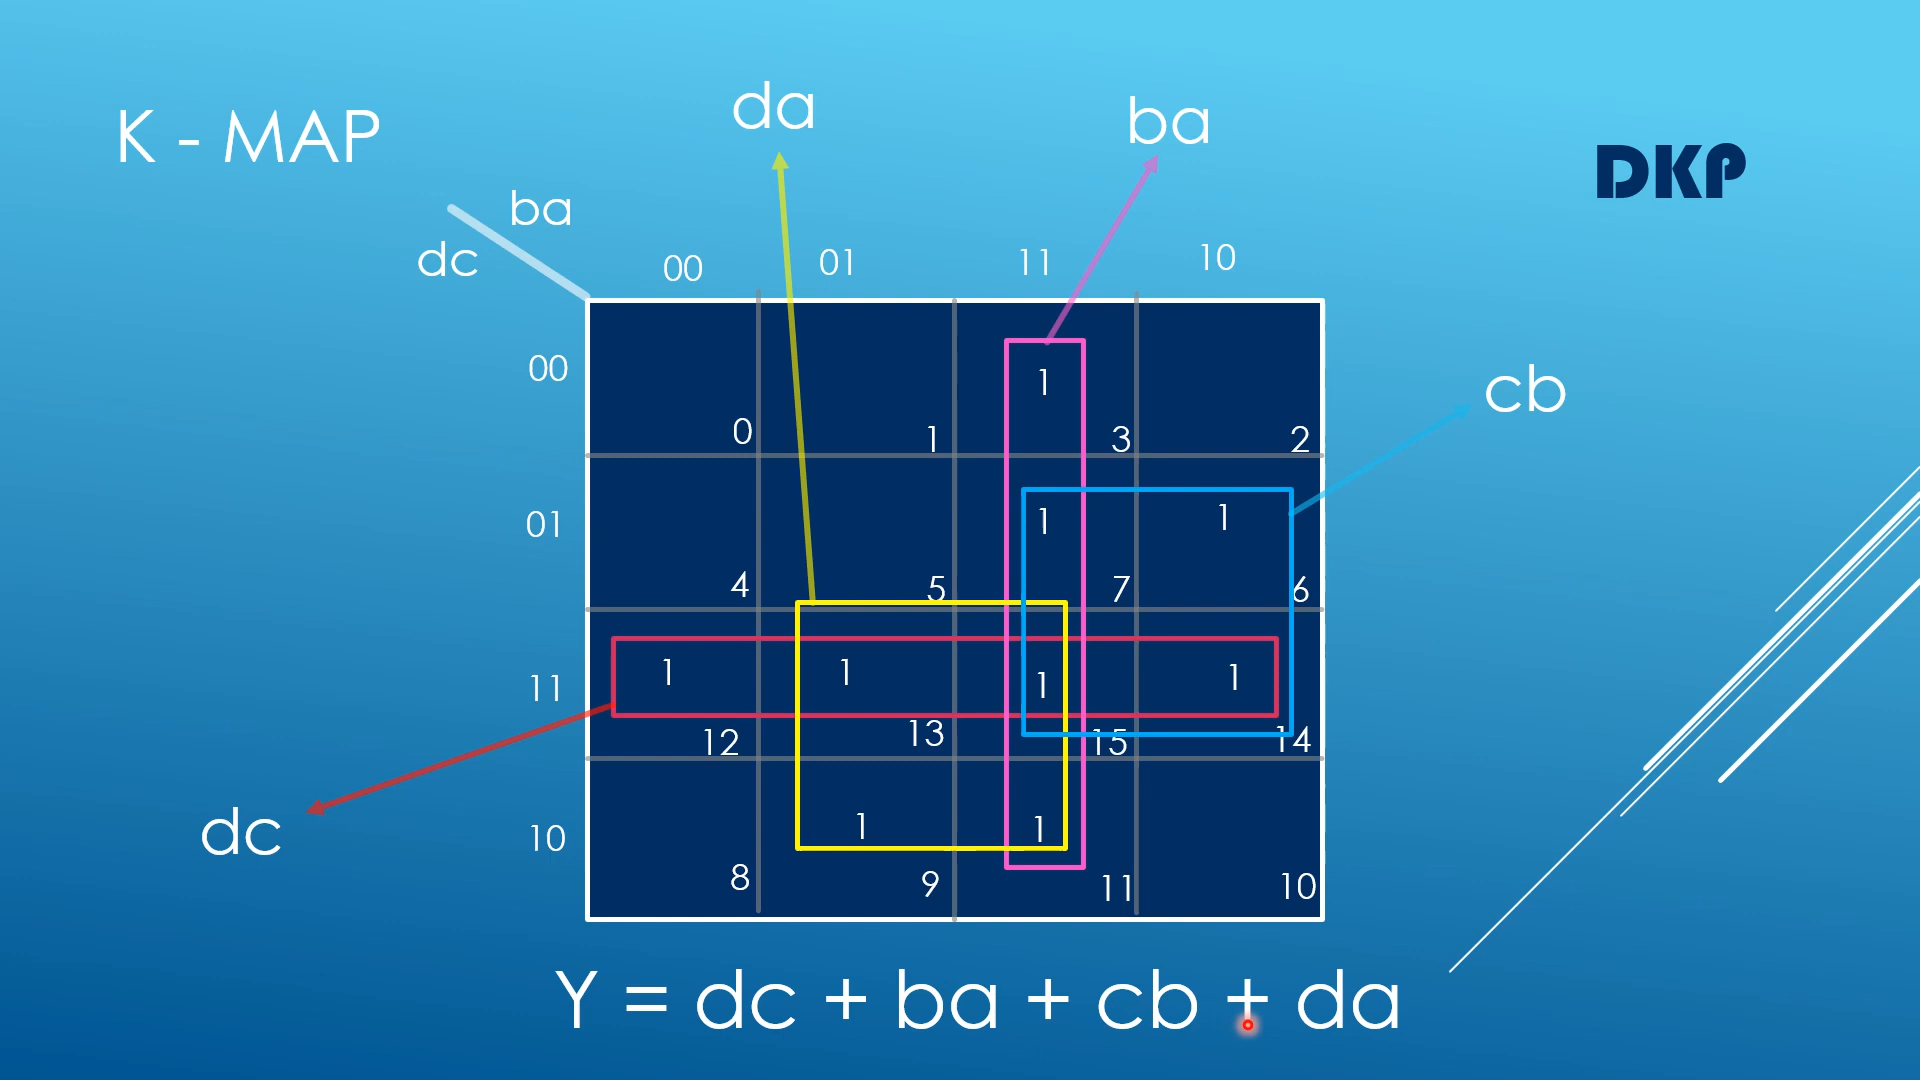 K - MAP
da
ba
DKP
ba
dc
00 01 11 10
00
1
0 1 3 2
cb
01
1 1
4 5 7 6
11
1 1 1 1
12 13 15 14
dc
10
1 1
8 9 11 10
Y = dc + ba + cb + da